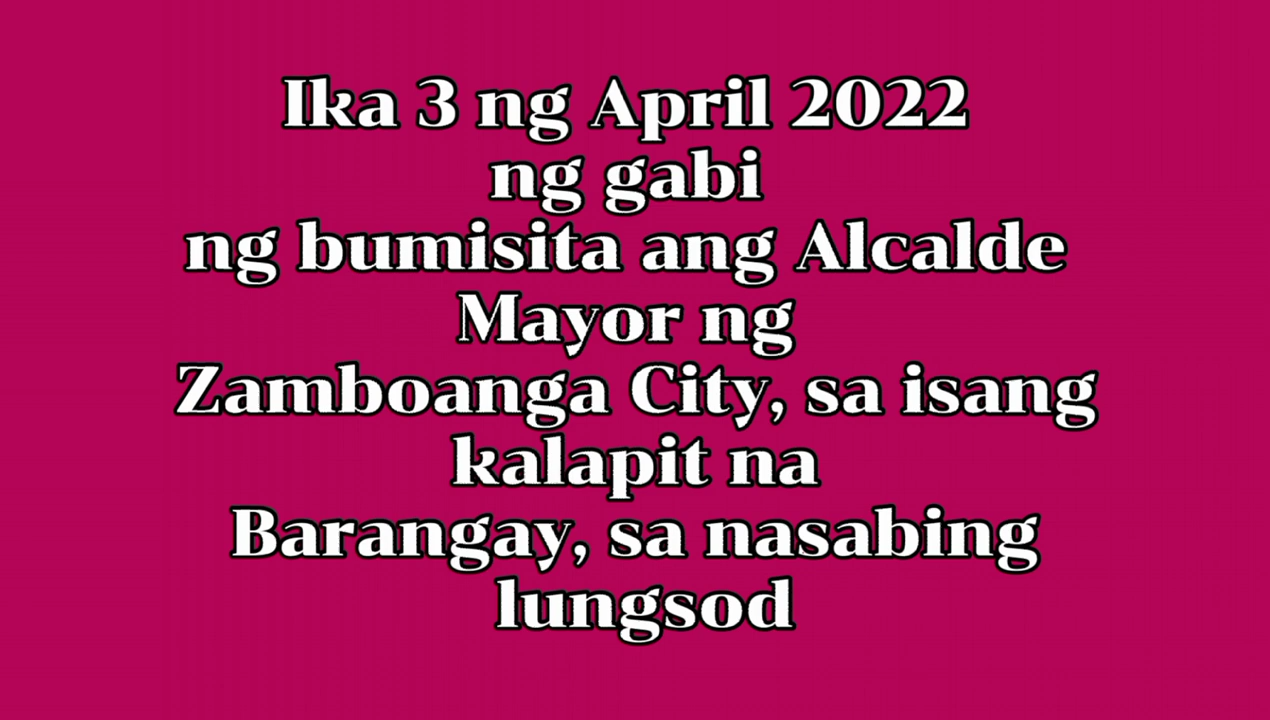 Ika 3 ng April 2022
ng gabi
ng bumisita ang Alcalde
Mayor ng
Zamboanga City, sa isang
kalapit na
Barangay, sa nasabing
lungsod